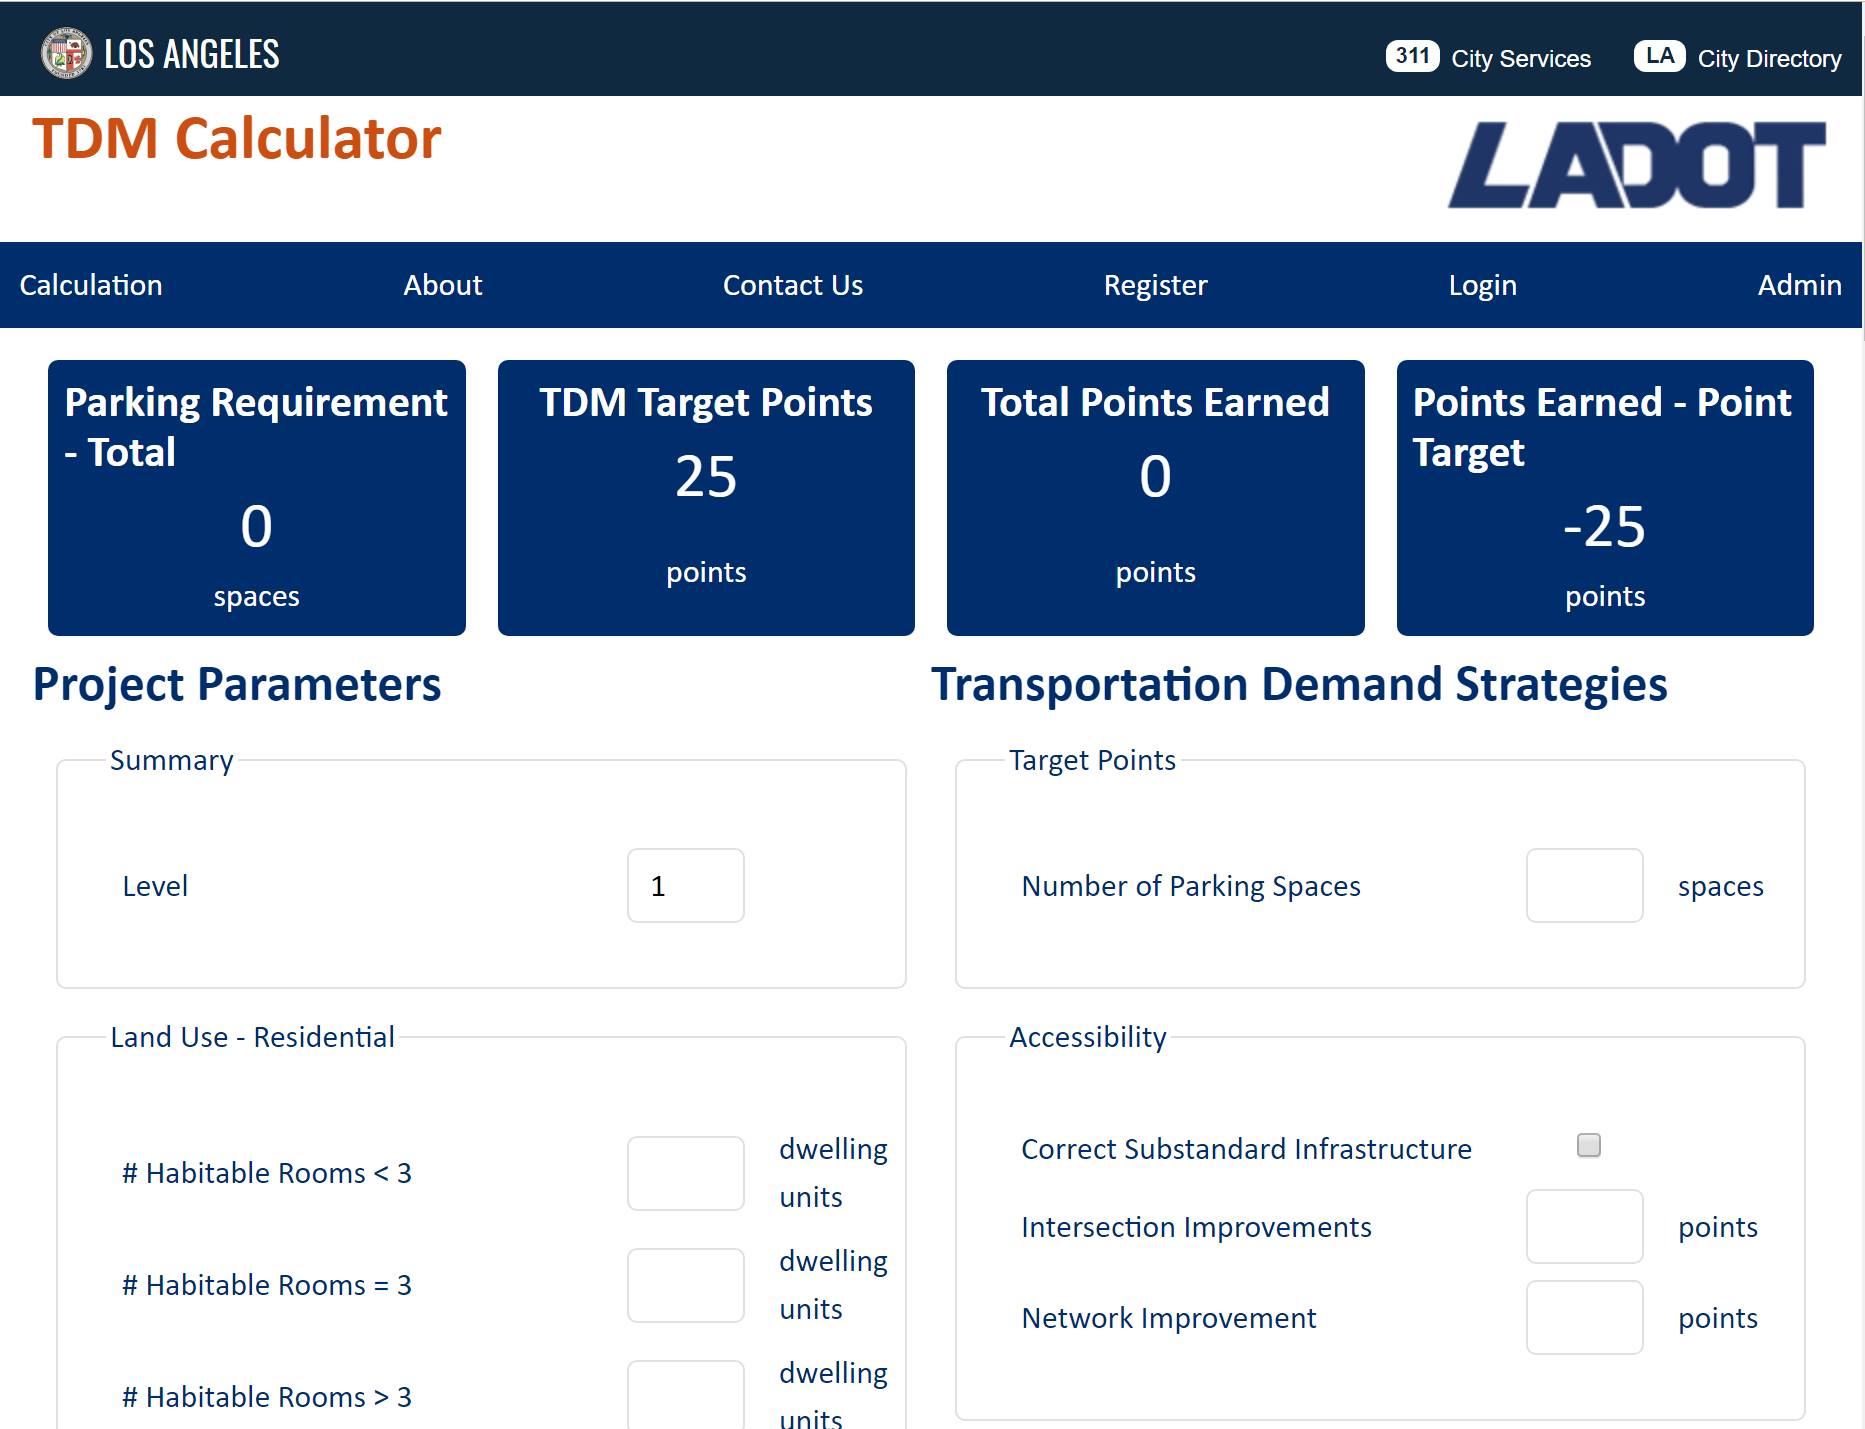 LOS ANGELES
311 City Services
LA City Directory
TDM Calculator
LADOT
Calculation
About
Contact Us
Register
Login
Admin
Parking Requirement
- Total
0
spaces
TDM Target Points
25
points
Total Points Earned
0
points
Points Earned - Point
Target
-25
points
Project Parameters
Summary
Level
1
Land Use - Residential
# Habitable Rooms < 3
dwelling
units
# Habitable Rooms = 3
dwelling
units
# Habitable Rooms > 3
dwelling
units
Transportation Demand Strategies
Target Points
Number of Parking Spaces
spaces
Accessibility
Correct Substandard Infrastructure
Intersection Improvements
points
Network Improvement
points